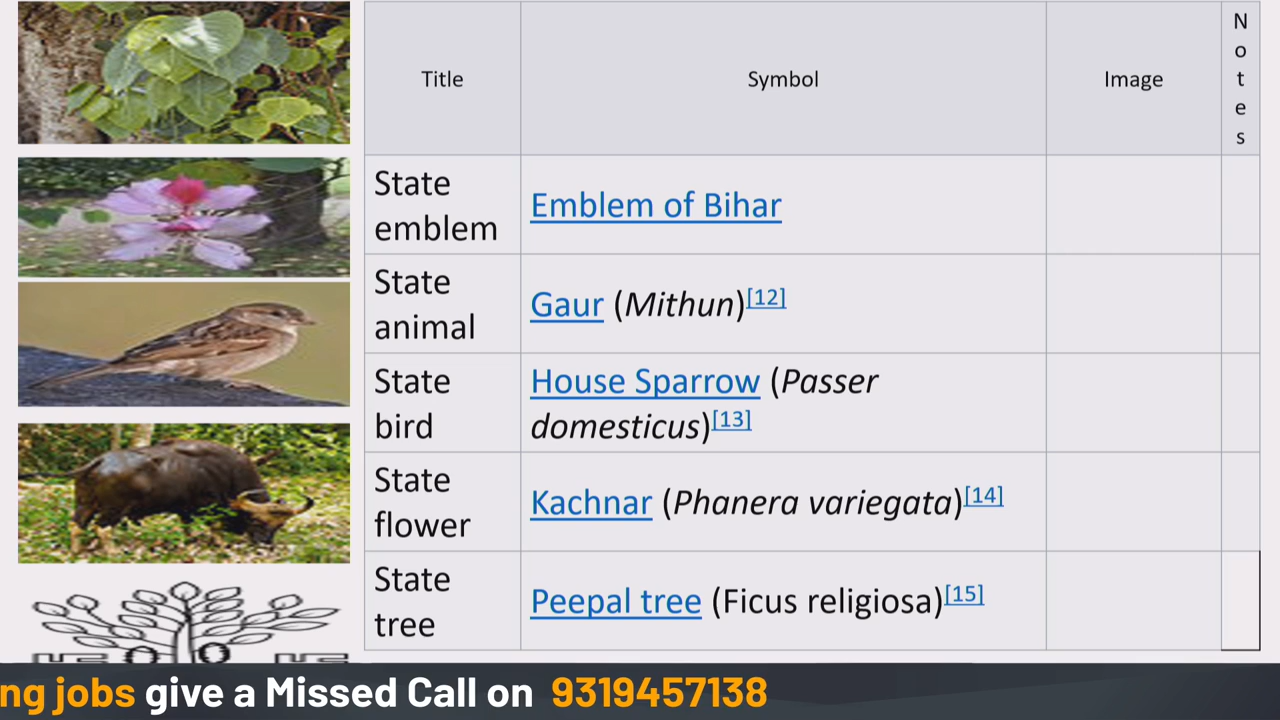 Title Symbol Image Notes
State emblem Emblem of Bihar
State animal Gaur (Mithun)[12]
State bird House Sparrow (Passer domesticus)[13]
State flower Kachnar (Phanera variegata)[14]
State tree Peepal tree (Ficus religiosa)[15]
ng jobs give a Missed Call on 9319457138